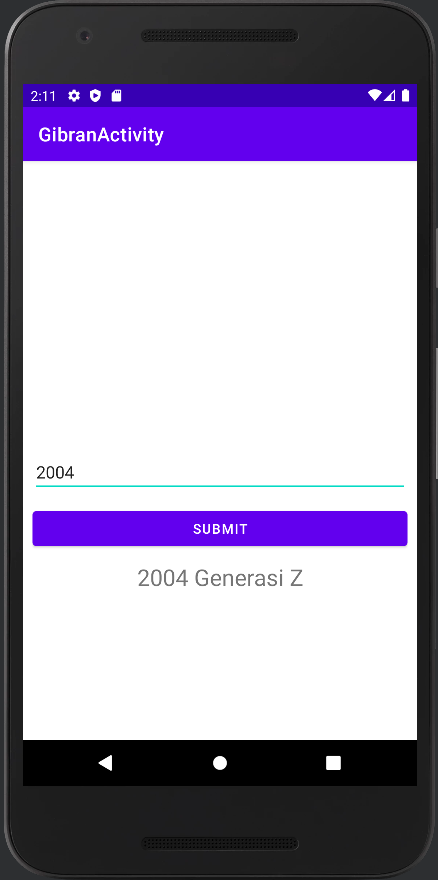 2:11
GibranActivity
2004
SUBMIT
2004 Generasi Z